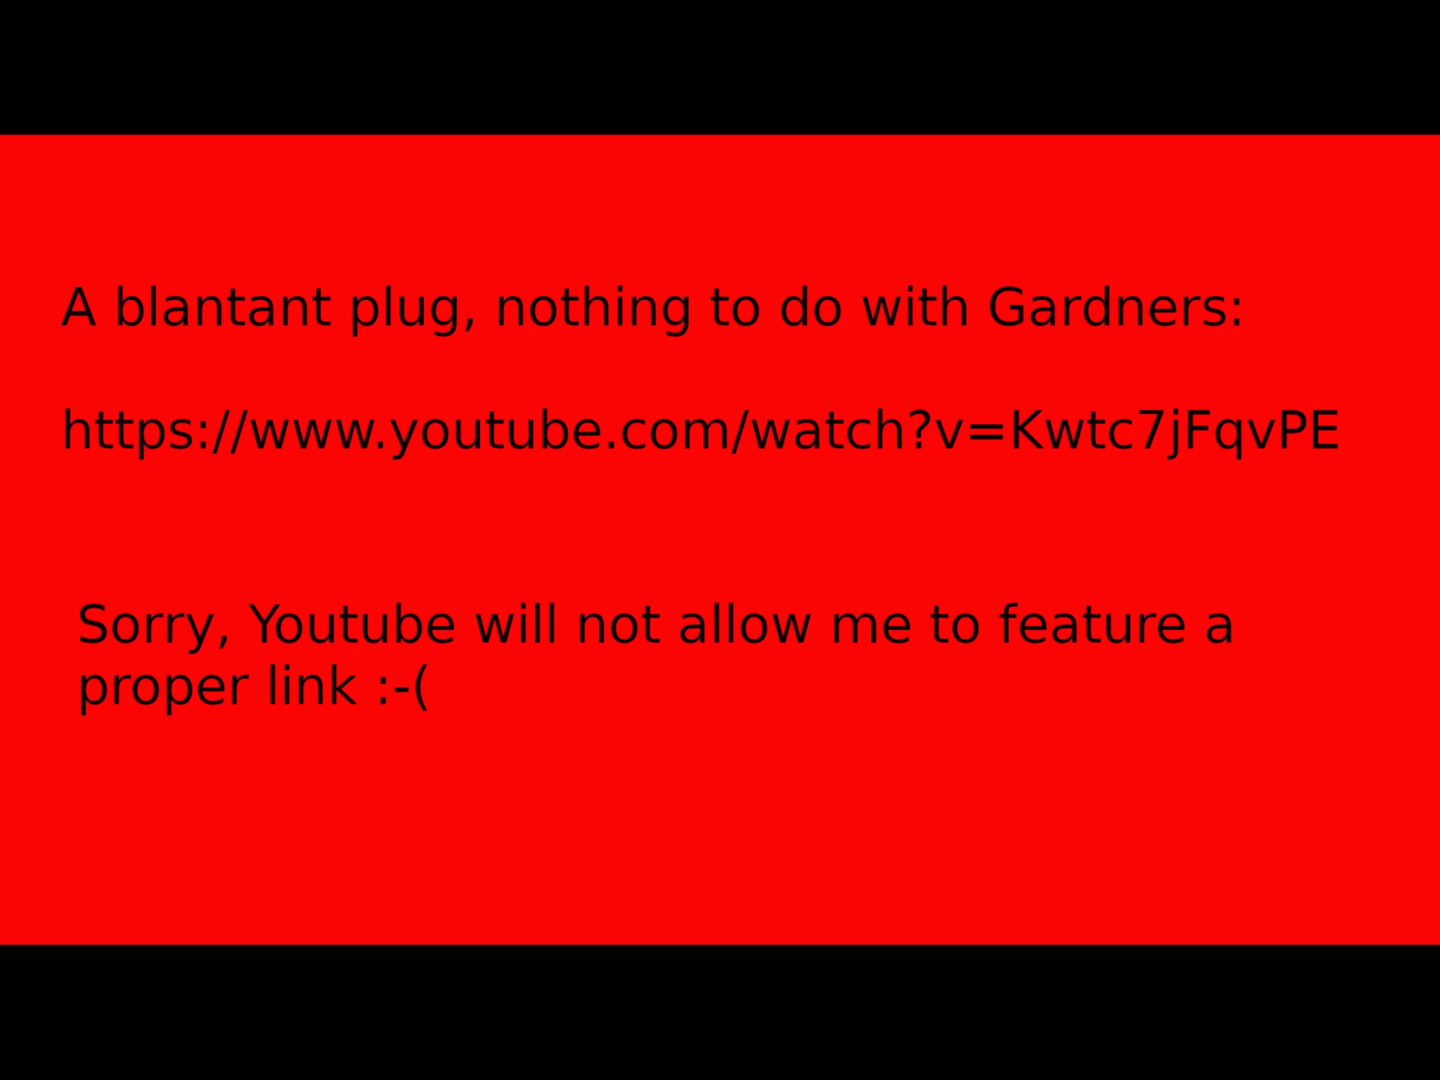 A blantant plug, nothing to do with Gardners:
https://www.youtube.com/watch?v=Kwtc7jFqvPE
Sorry, Youtube will not allow me to feature a
proper link :-(